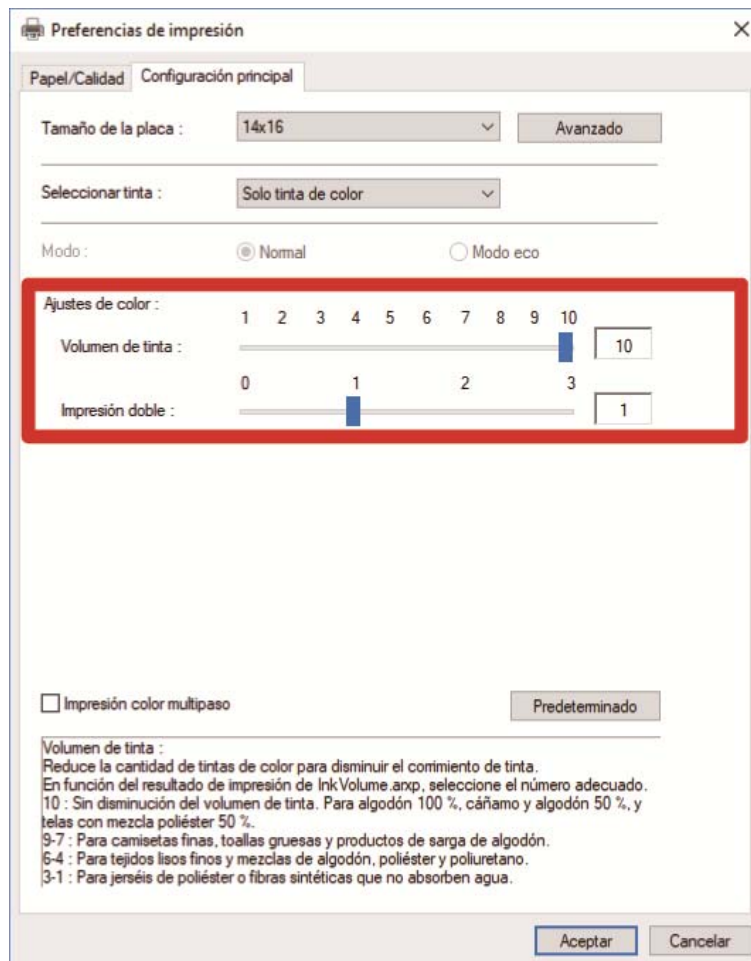 Preferencias de impresión
Papel/Calidad Configuración principal
Tamaño de la placa : 14x16 Avanzado
Seleccionar tinta : Solo tinta de color
Modo : Normal Modo eco
Ajustes de color :
1 2 3 4 5 6 7 8 9 10
Volumen de tinta : 10
0 1 2 3
Impresión doble : 1
Impresión color multipaso Predeterminado
Volumen de tinta :
Reduce la cantidad de tintas de color para disminuir el corrimiento de tinta.
En función del resultado de impresión de InkVolume.arxp, seleccione el número adecuado.
10 : Sin disminución del volumen de tinta. Para algodón 100 %, cáñamo y algodón 50 %, y
telas con mezcla poliéster 50 %.
9-7 : Para camisetas finas, toallas gruesas y productos de sarga de algodón.
6-4 : Para tejidos lisos finos y mezclas de algodón, poliéster y poliuretano.
3-1 : Para jerséis de poliéster o fibras sintéticas que no absorben agua.
Aceptar Cancelar